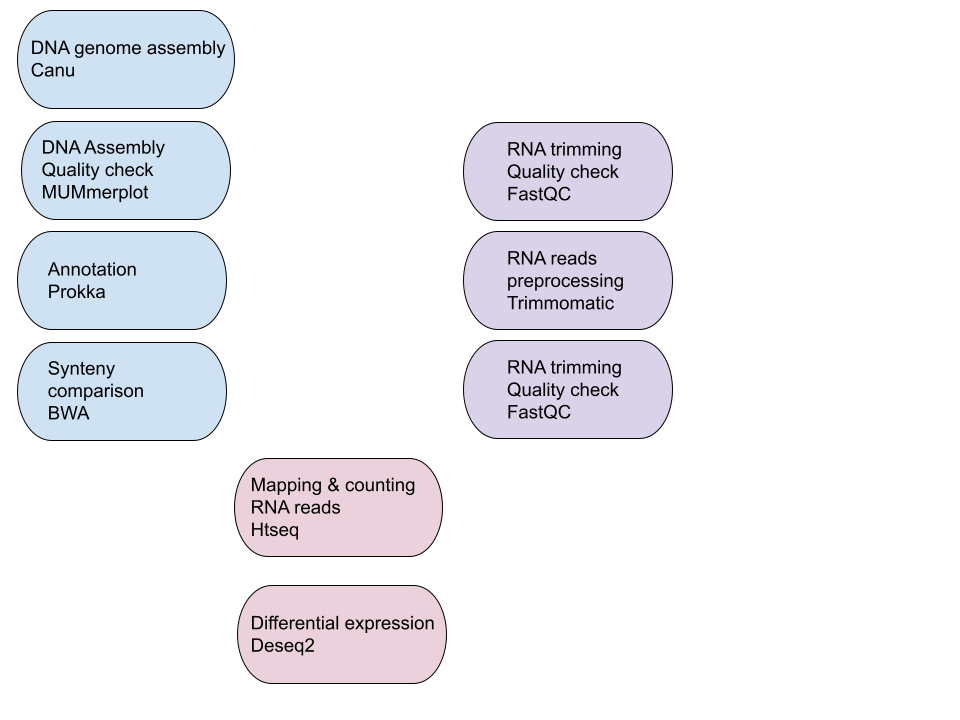 DNA genome assembly
Canu
DNA Assembly
Quality check
MUMmerplot
Annotation
Prokka
Synteny
comparison
BWA
RNA trimming
Quality check
FastQC
RNA reads
preprocessing
Trimmomatic
RNA trimming
Quality check
FastQC
Mapping & counting
RNA reads
Htseq
Differential expression
Deseq2